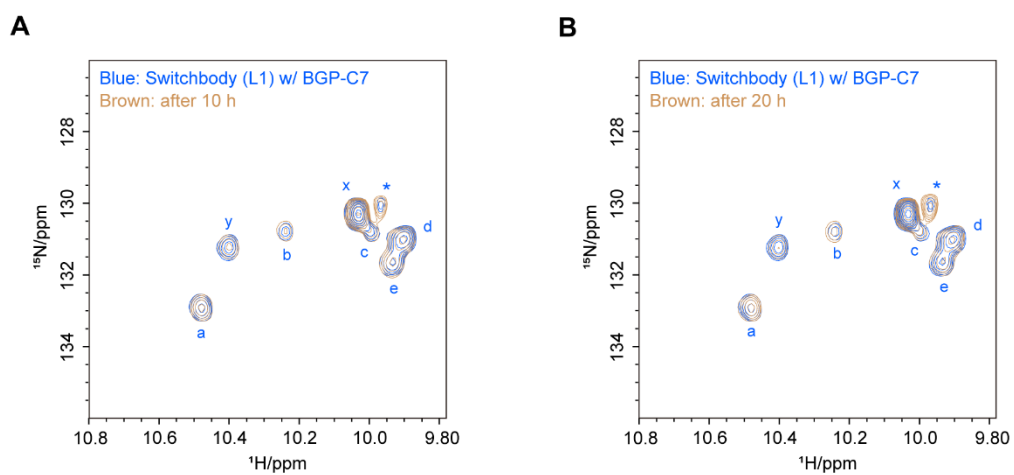 A
Blue: Switchbody (L1) w/ BGP-C7
Brown: after 10 h
128
130
132
134
¹⁵N/ppm
x
*
y
d
b
c
e
a
10.8
10.6
10.4
10.2
10.0
9.80
¹H/ppm
B
Blue: Switchbody (L1) w/ BGP-C7
Brown: after 20 h
128
130
132
134
¹⁵N/ppm
x
*
y
d
b
c
e
a
10.8
10.6
10.4
10.2
10.0
9.80
¹H/ppm